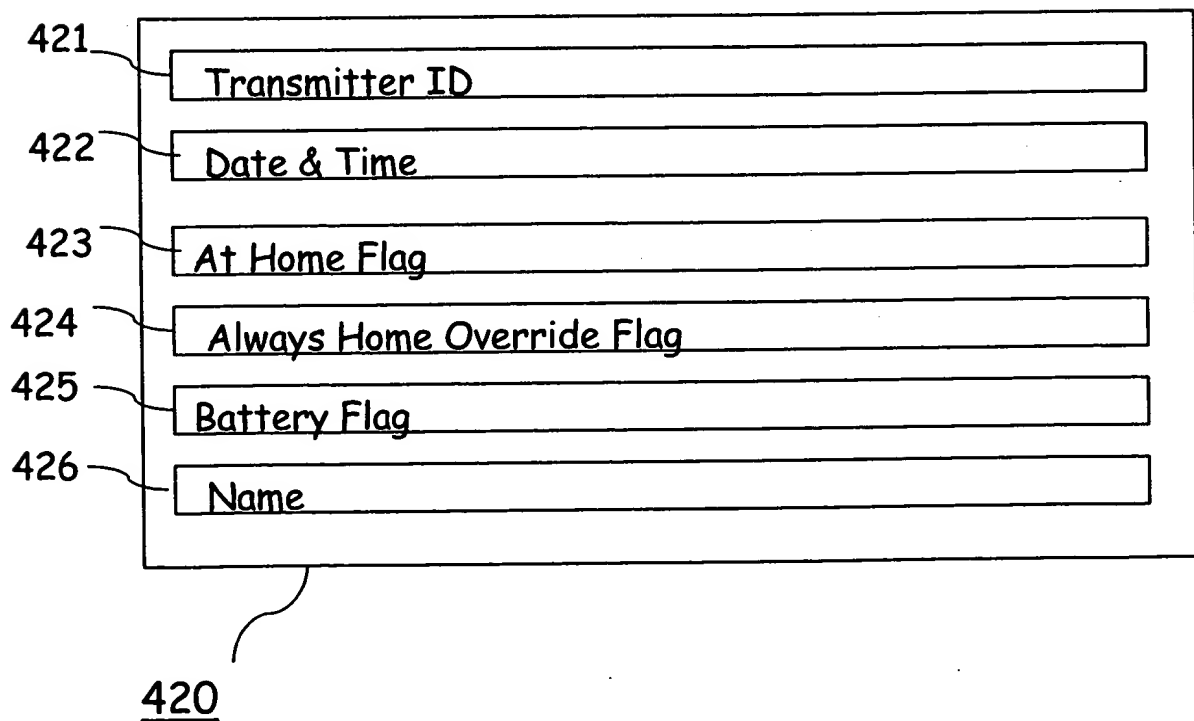 421 Transmitter ID
422 Date & Time
423 At Home Flag
424 Always Home Override Flag
425 Battery Flag
426 Name
420